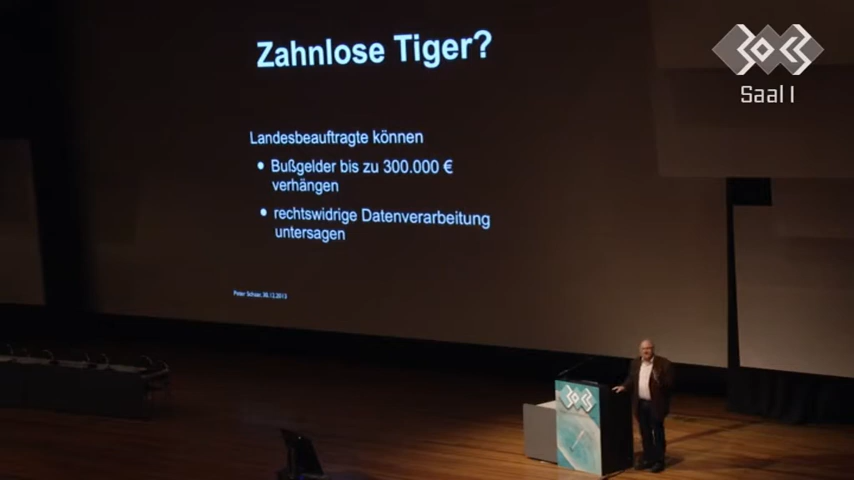 Zahnlose Tiger?
Saal 1
Landesbeauftragte können
• Bußgelder bis zu 300.000 €
verhängen
• rechtswidrige Datenverarbeitung
untersagen
Peter Schaar, 30.12.2013